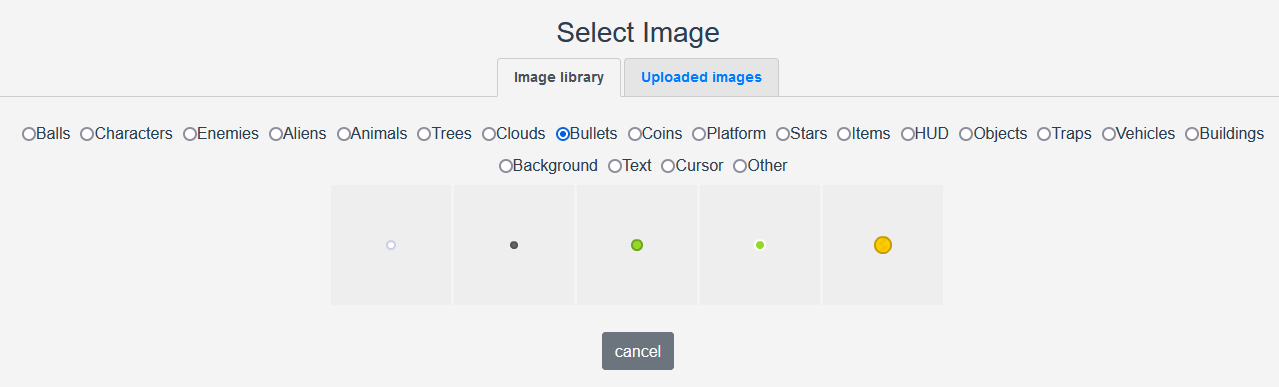 Select Image
Image library Uploaded images
Balls Characters Enemies Aliens Animals Trees Clouds Bullets Coins Platform Stars Items HUD Objects Traps Vehicles Buildings
Background Text Cursor Other
cancel